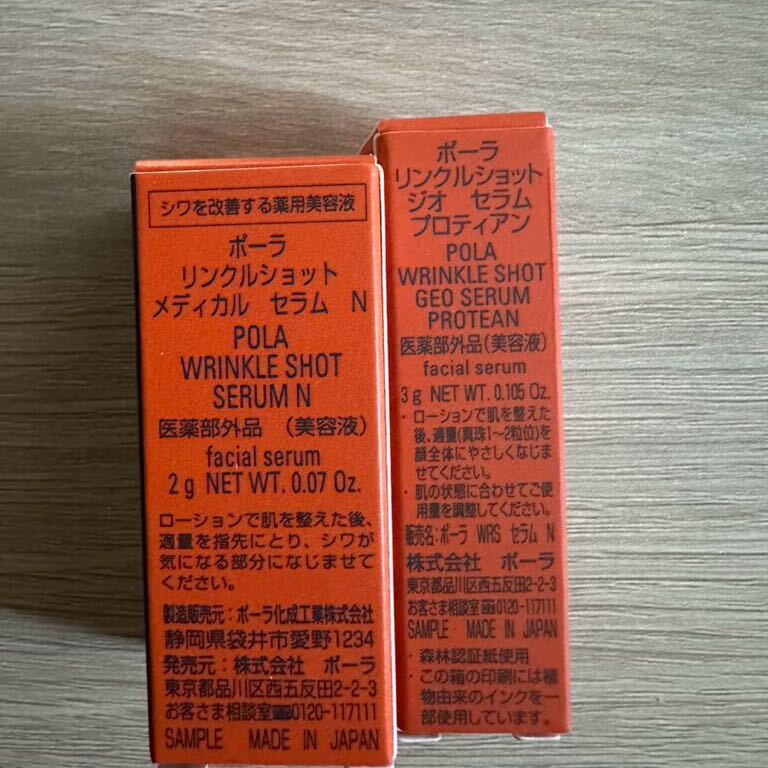 シワを改善する薬用美容液
ポーラ
リンクルショット
メディカル セラム N
POLA
WRINKLE SHOT
SERUM N
医薬部外品 (美容液)
facial serum
2g NET WT. 0.07 Oz.
ローションで肌を整えた後、
適量を指先にとり、シワが
気になる部分になじませて
ください。
製造販売元:ポーラ化成工業株式会社
静岡県袋井市愛野1234
発売元:株式会社 ポーラ
東京都品川区西五反田2-2-3
お客さま相談室☎0120-117111
SAMPLE MADE IN JAPAN
ポーラ
リンクルショット
ジオ セラム
プロティアン
POLA
WRINKLE SHOT
GEO SERUM
PROTEAN
医薬部外品(美容液)
facial serum
3g NET WT. 0.105 Oz.
・ローションで肌を整えた
後、適量(真珠1~2粒位)を
顔全体にやさしくなじま
せてください。
・肌の状態に合わせてご使
用量を調整してください。
販売名:ポーラ WRS セラム N
株式会社 ポーラ
東京都品川区西五反田2-2-3
お客さま相談室☎0120-117111
SAMPLE MADE IN JAPAN
・森林認証紙使用
・この箱の印刷には植
物由来のインクを一
部使用しています。